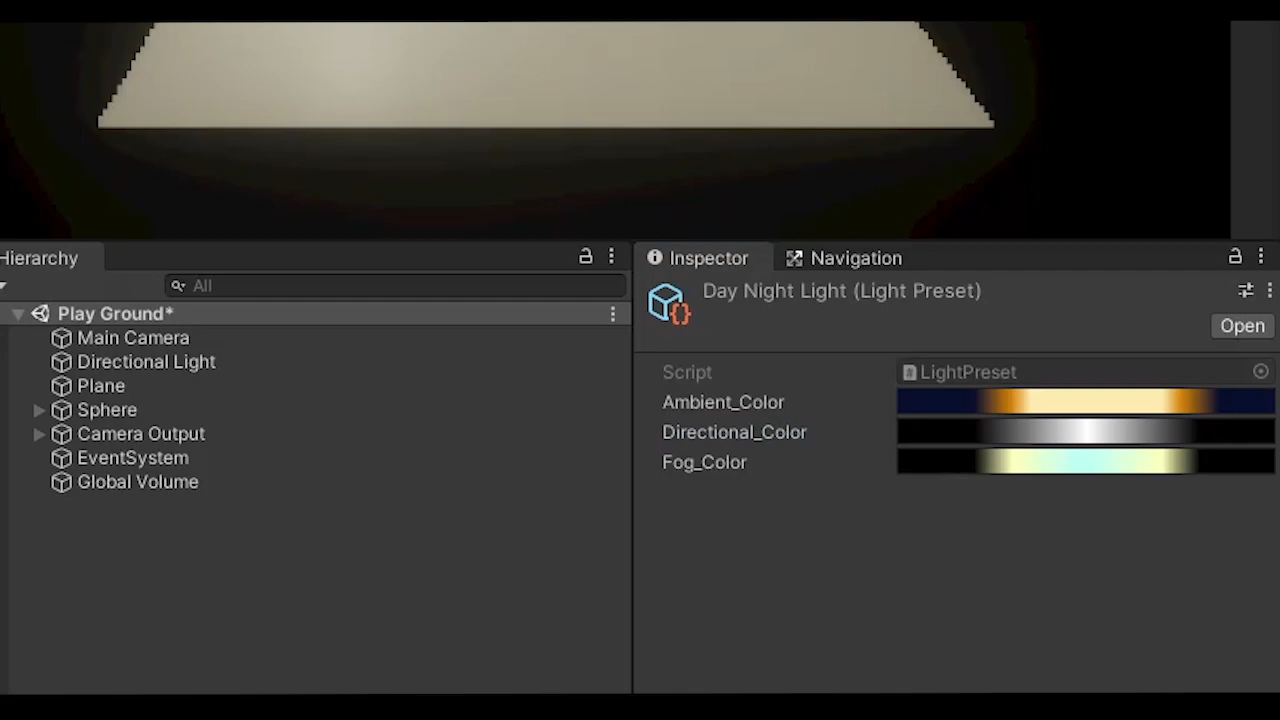 Hierarchy
All
Play Ground*
Main Camera
Directional Light
Plane
Sphere
Camera Output
EventSystem
Global Volume
Inspector
Navigation
Day Night Light (Light Preset)
Open
Script
LightPreset
Ambient_Color
Directional_Color
Fog_Color